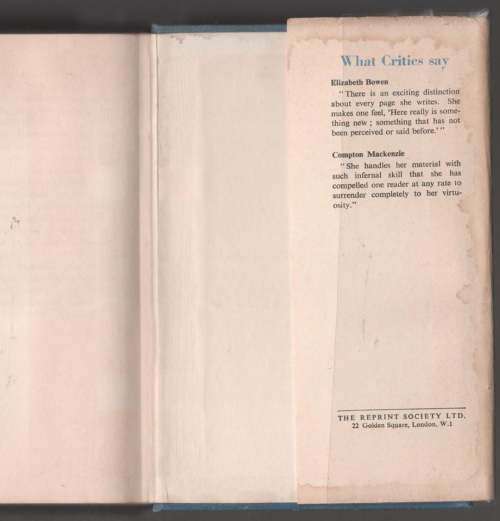 What Critics say
Elizabeth Bowen
"There is an exciting distinction
about every page she writes. She
makes one feel, 'Here really is some-
thing new ; something that has not
been perceived or said before.' "
Compton Mackenzie
"She handles her material with
such infernal skill that she has
compelled one reader at any rate to
surrender completely to her virtu-
osity."
THE REPRINT SOCIETY LTD.
22 Golden Square, London, W.1